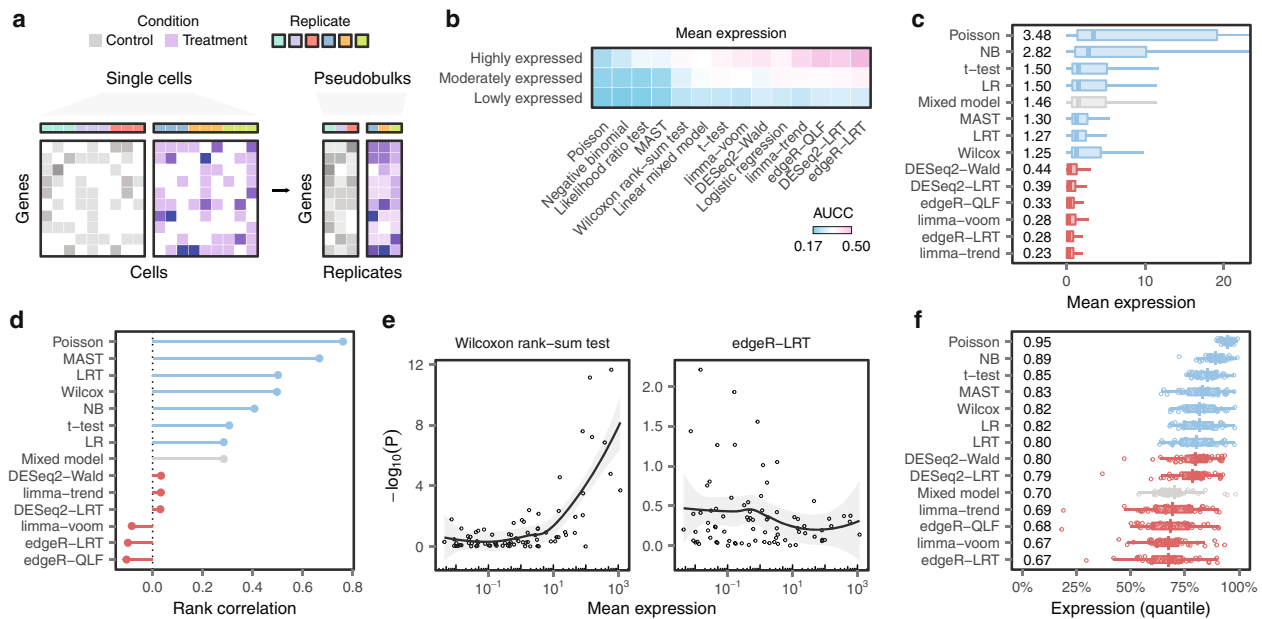 a
Condition
Replicate
Control
Treatment
Single cells
Pseudobulks
Genes
Genes
Cells
Replicates
b
Mean expression
Highly expressed
Moderately expressed
Lowly expressed
Poisson
Negative binomial
Likelihood ratio test
MAST
Wilcoxon rank−sum test
Linear mixed model
t−test
limma−voom
DESeq2−Wald
Logistic regression
limma−trend
edgeR−QLF
DESeq2−LRT
edgeR−LRT
AUCC
0.17 0.50
c
Poisson 3.48
NB 2.82
t−test 1.50
LR 1.50
Mixed model 1.46
MAST 1.30
LRT 1.27
Wilcox 1.25
DESeq2−Wald 0.44
DESeq2−LRT 0.39
edgeR−QLF 0.33
limma−voom 0.28
edgeR−LRT 0.28
limma−trend 0.23
0 10 20
Mean expression
d
Poisson
MAST
LRT
Wilcox
NB
t−test
LR
Mixed model
DESeq2−Wald
limma−trend
DESeq2−LRT
limma−voom
edgeR−LRT
edgeR−QLF
0.0 0.2 0.4 0.6 0.8
Rank correlation
e
Wilcoxon rank−sum test
edgeR−LRT
−log10(P)
12
8
4
0
2.0
1.5
1.0
0.5
0.0
10−1 101 103
10−1 101 103
Mean expression
f
Poisson 0.95
NB 0.89
t−test 0.85
MAST 0.83
Wilcox 0.82
LR 0.82
LRT 0.80
DESeq2−Wald 0.80
DESeq2−LRT 0.79
Mixed model 0.70
limma−trend 0.69
edgeR−QLF 0.68
limma−voom 0.67
edgeR−LRT 0.67
0% 25% 50% 75% 100%
Expression (quantile)